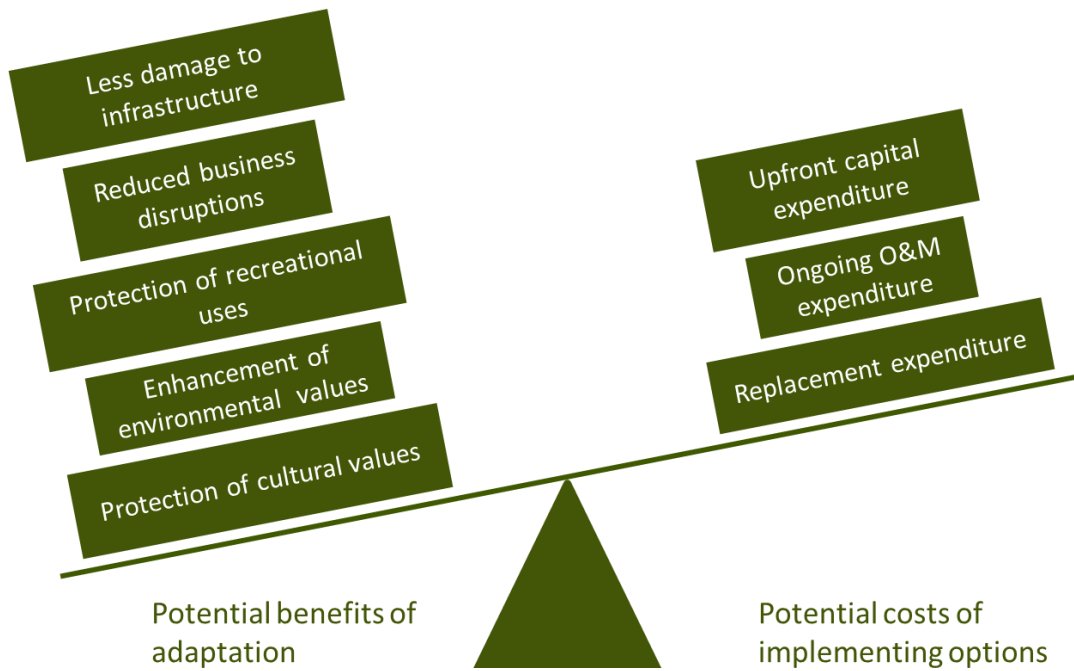 Less damage to
infrastructure
Reduced business
disruptions
Protection of recreational
uses
Enhancement of
environmental values
Protection of cultural values
Upfront capital
expenditure
Ongoing O&M
expenditure
Replacement expenditure
Potential benefits of
adaptation
Potential costs of
implementing options